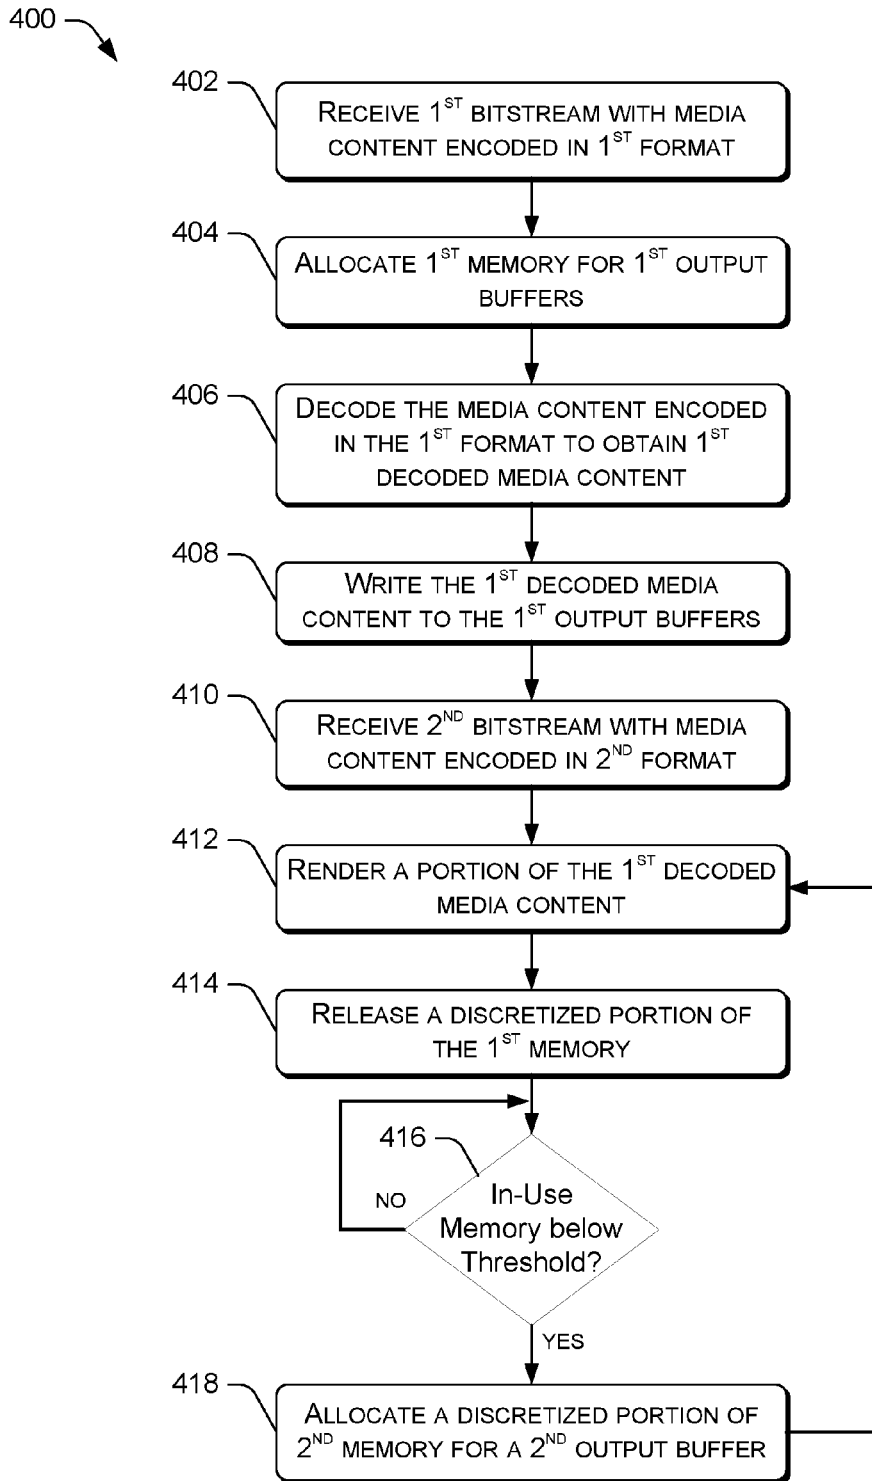 400
402
RECEIVE 1ST BITSTREAM WITH MEDIA
CONTENT ENCODED IN 1ST FORMAT
404
ALLOCATE 1ST MEMORY FOR 1ST OUTPUT
BUFFERS
406
DECODE THE MEDIA CONTENT ENCODED
IN THE 1ST FORMAT TO OBTAIN 1ST
DECODED MEDIA CONTENT
408
WRITE THE 1ST DECODED MEDIA
CONTENT TO THE 1ST OUTPUT BUFFERS
410
RECEIVE 2ND BITSTREAM WITH MEDIA
CONTENT ENCODED IN 2ND FORMAT
412
RENDER A PORTION OF THE 1ST DECODED
MEDIA CONTENT
414
RELEASE A DISCRETIZED PORTION OF
THE 1ST MEMORY
416
NO
In-Use
Memory below
Threshold?
YES
418
ALLOCATE A DISCRETIZED PORTION OF
2ND MEMORY FOR A 2ND OUTPUT BUFFER